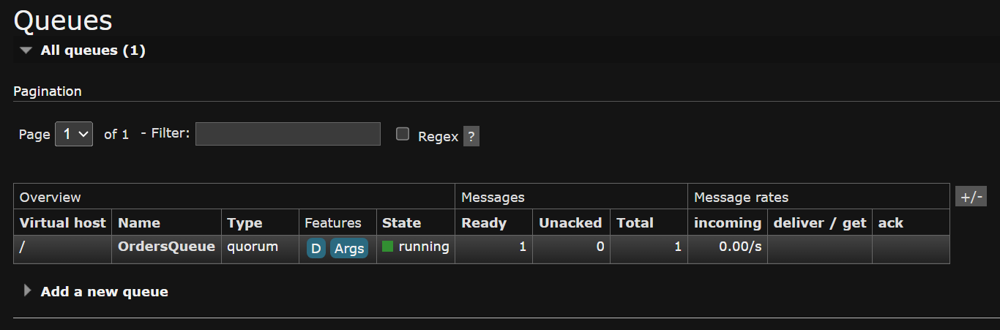 Queues
All queues (1)
Pagination
Page 1 of 1 - Filter: Regex ?
Overview Messages Message rates +/-
Virtual host Name Type Features State Ready Unacked Total incoming deliver / get ack
/ OrdersQueue quorum D Args running 1 0 1 0.00/s
Add a new queue